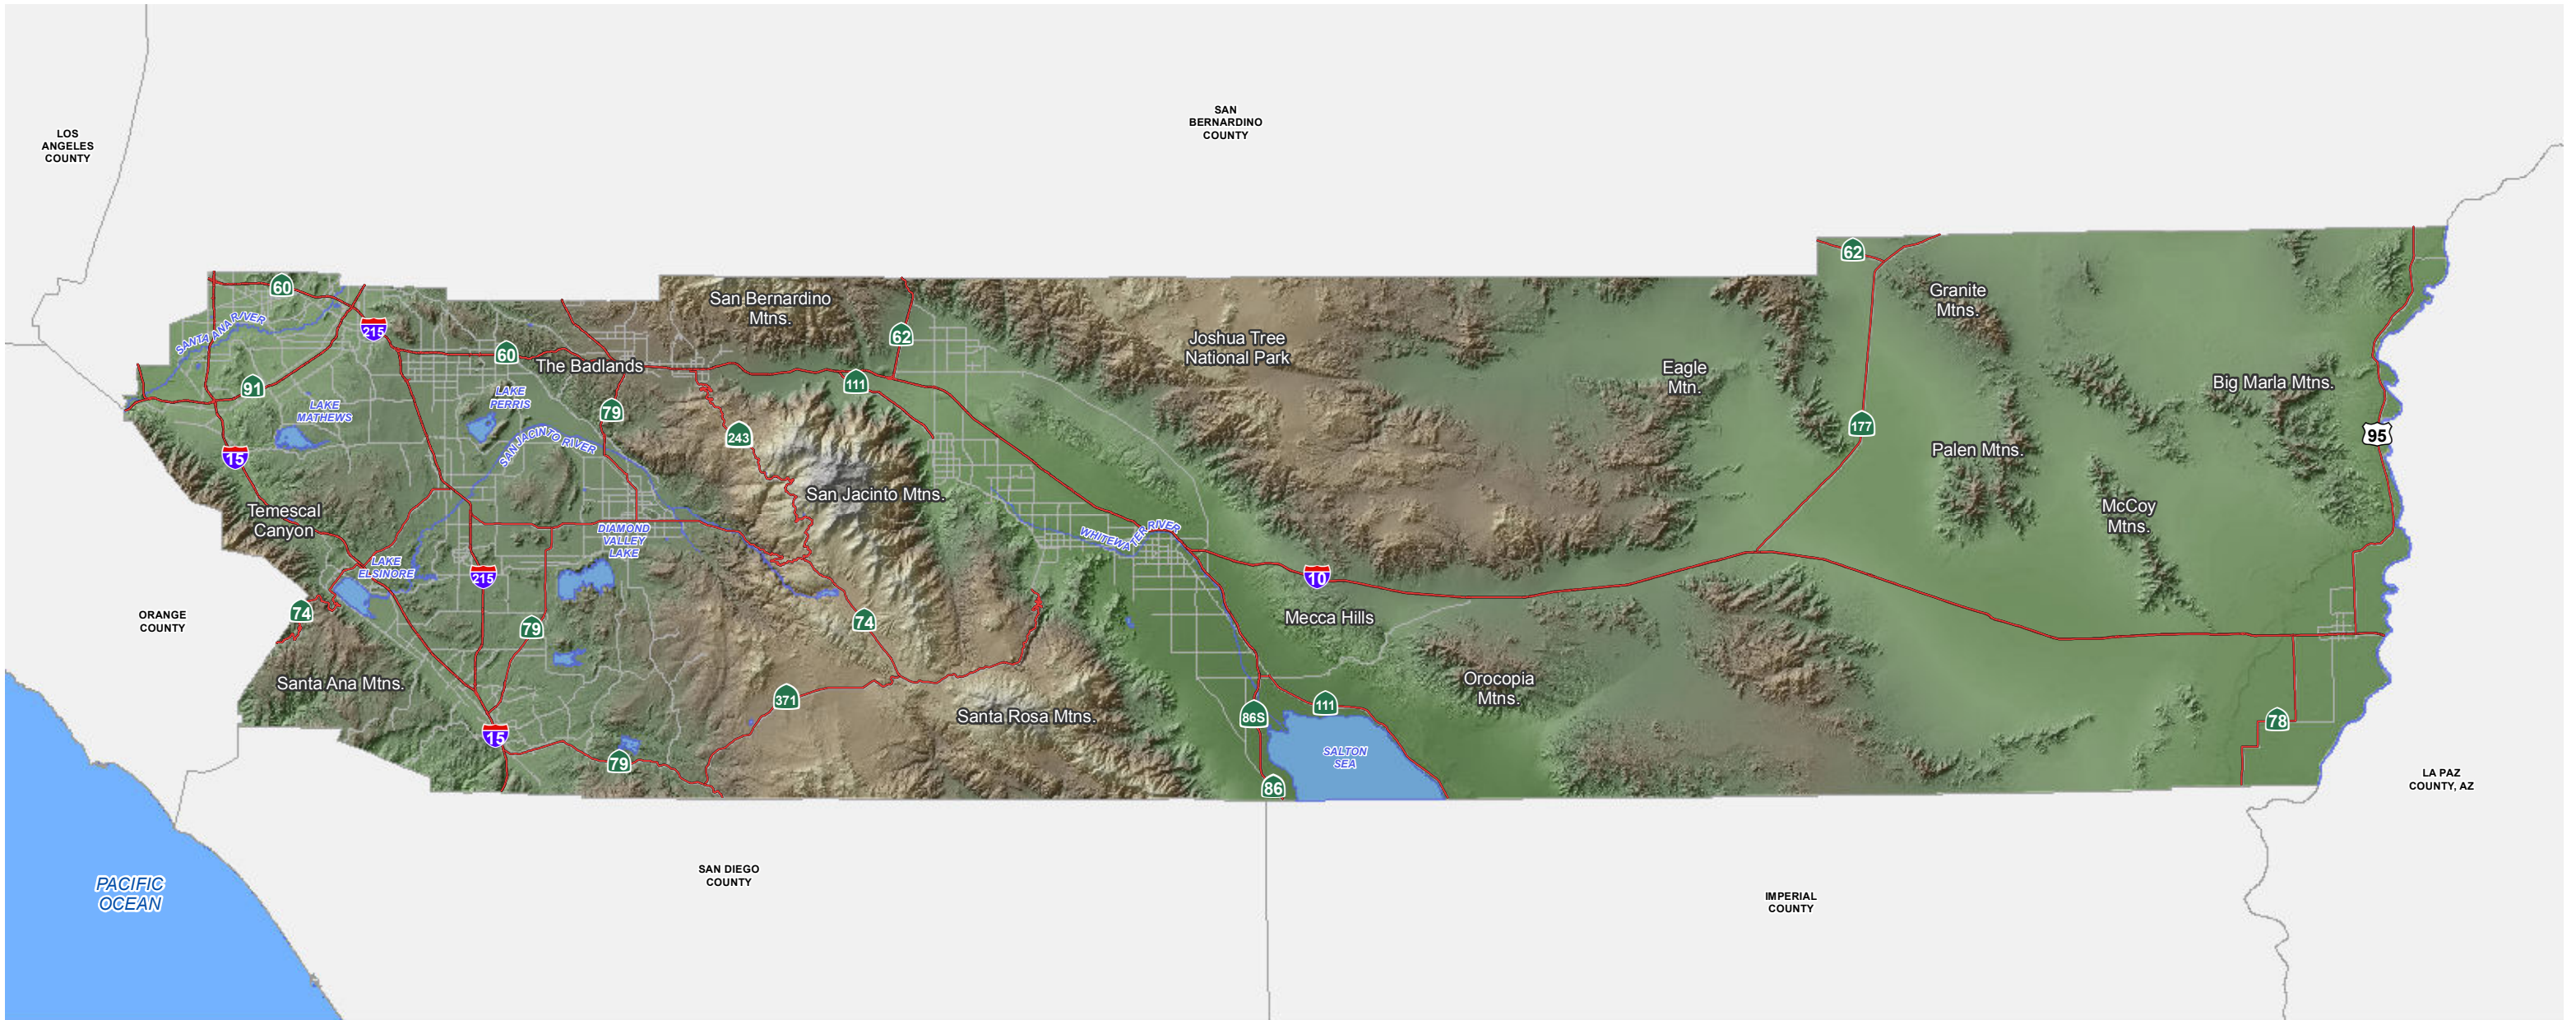 LOS
ANGELES
COUNTY
SAN
BERNARDINO
COUNTY
62
60
SANTA ANA RIVER
215
San Bernardino
Mtns.
62
Joshua Tree
National Park
Granite
Mtns.
60
The Badlands
91
LAKE
MATHEWS
LAKE
PERRIS
79
111
Eagle
Mtn.
Big Marla Mtns.
177
95
15
SAN JACINTO RIVER
243
San Jacinto Mtns.
Palen Mtns.
Temescal
Canyon
DIAMOND
VALLEY
LAKE
WHITEWATER RIVER
McCoy
Mtns.
LAKE
ELSINORE
215
10
ORANGE
COUNTY
74
79
74
Mecca Hills
Santa Ana Mtns.
371
Santa Rosa Mtns.
Orocopia
Mtns.
86S
111
78
15
79
SALTON
SEA
86
LA PAZ
COUNTY, AZ
PACIFIC
OCEAN
SAN DIEGO
COUNTY
IMPERIAL
COUNTY